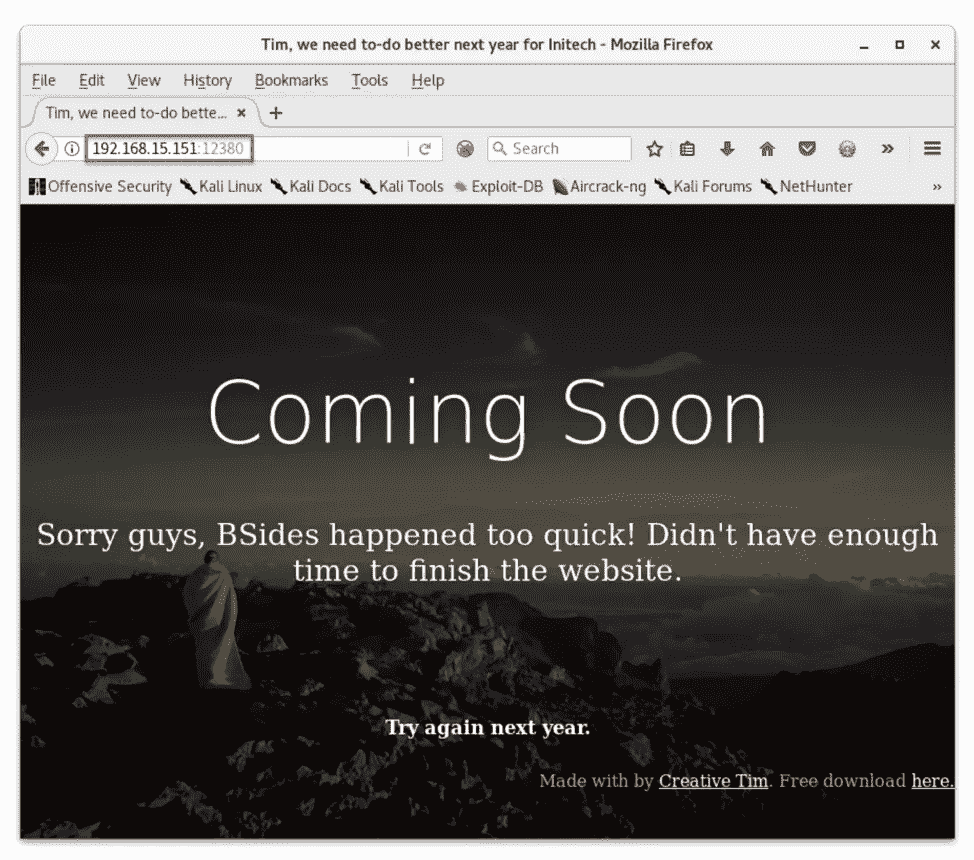 Tim, we need to-do better next year for Initech - Mozilla Firefox
File Edit View History Bookmarks Tools Help
Tim, we need to-do bette...
192.168.15.151:12380 Search
Offensive Security Kali Linux Kali Docs Kali Tools Exploit-DB Aircrack-ng Kali Forums NetHunter
Coming Soon
Sorry guys, BSides happened too quick! Didn't have enough
time to finish the website.
Try again next year.
Made with by Creative Tim. Free download here.